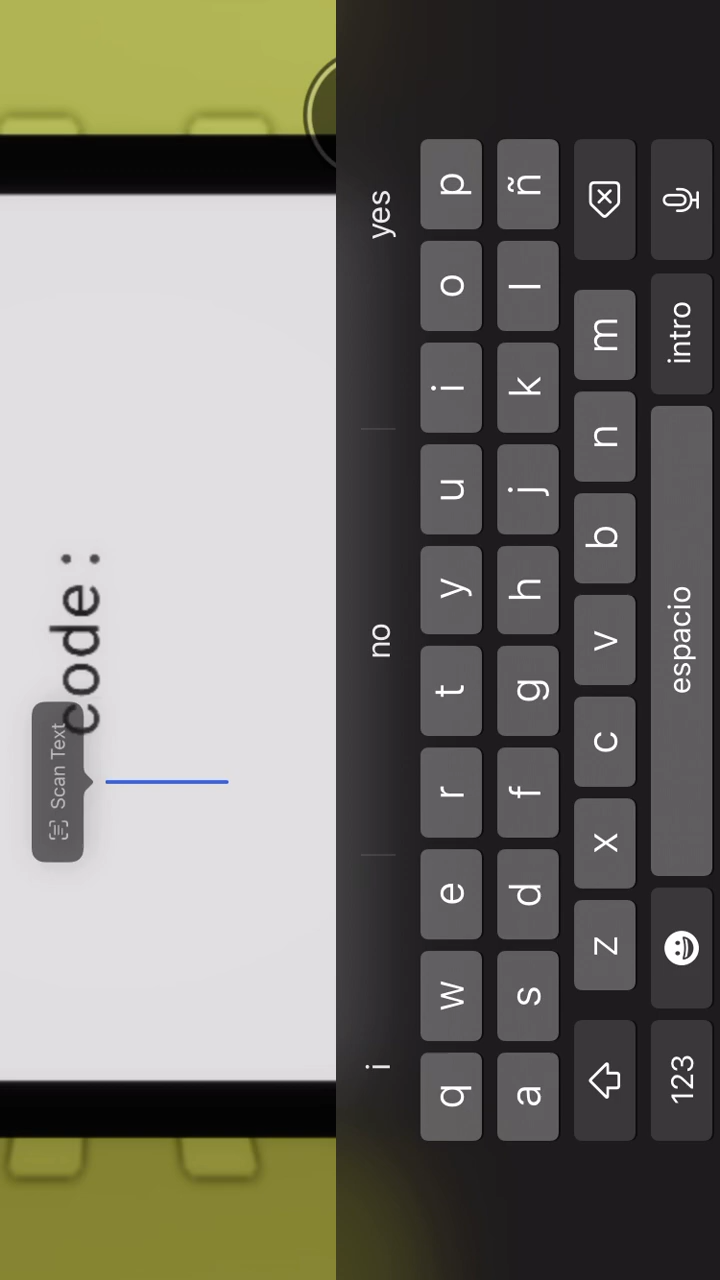 code:
Scan Text
i
no
yes
q w e r t y u i o p
a s d f g h j k l ñ
z x c v b n m
123
espacio
intro